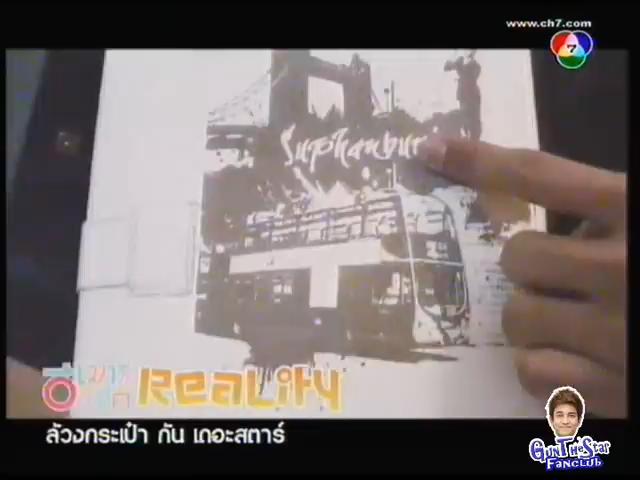 www.ch7.com
7
Suphanburi
ReaLity
ล้วงกระเป๋า กัน เดอะสตาร์
GunTheStar
Fanclub